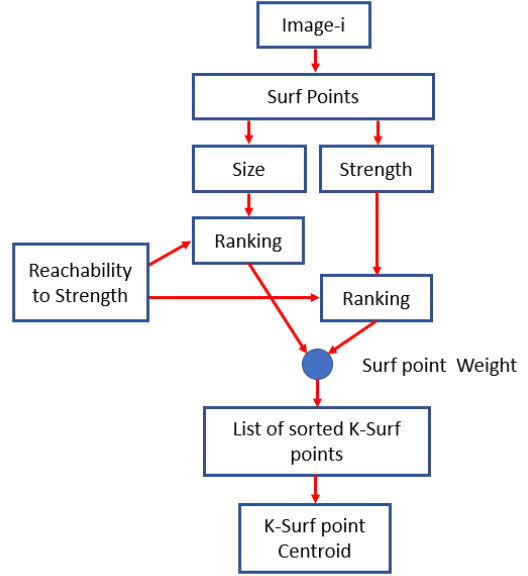 Image-i
Surf Points
Size
Strength
Ranking
Reachability
to Strength
Ranking
Surf point  Weight
List of sorted K-Surf
points
K-Surf point
Centroid